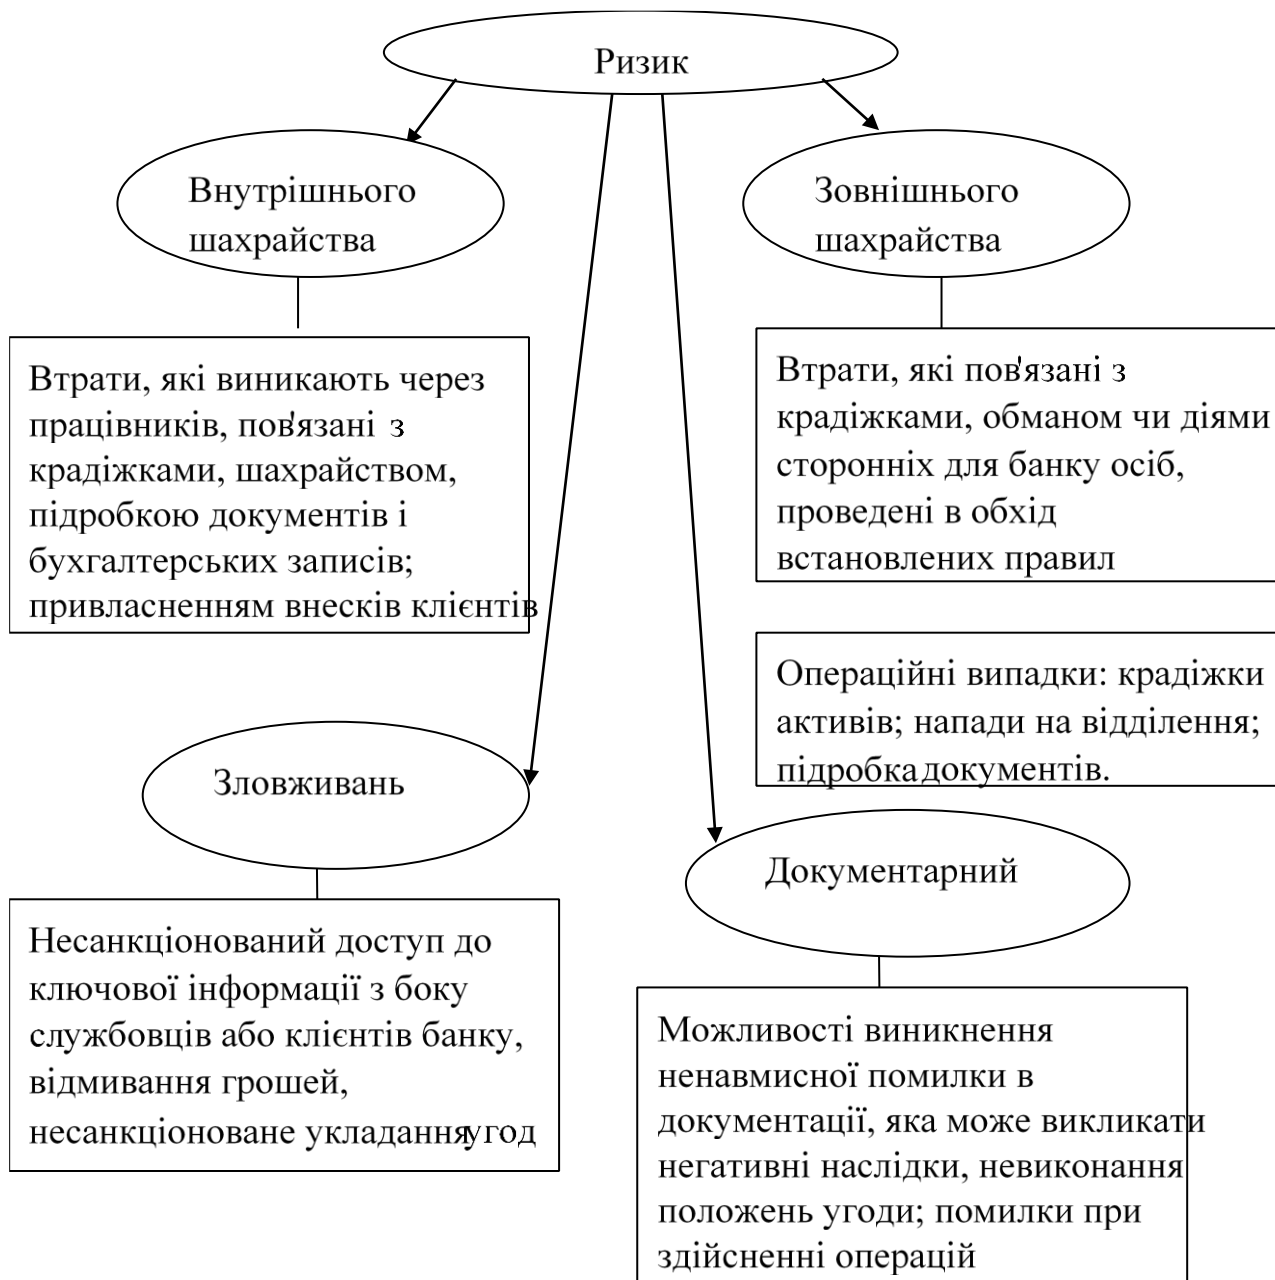 Ризик
Внутрішнього
шахрайства
Зовнішнього
шахрайства
Втрати, які виникають через
працівників, пов'язані з
крадіжками, шахрайством,
підробкою документів і
бухгалтерських записів;
привласненням внесків клієнтів
Втрати, які пов'язані з
крадіжками, обманом чи діями
сторонніх для банку осіб,
проведені в обхід
встановлених правил
Операційні випадки: крадіжки
активів; напади на відділення;
підробка документів.
Зловживань
Документарний
Несанкціонований доступ до
ключової інформації з боку
службовців або клієнтів банку,
відмивання грошей,
несанкціоноване укладання угод
Можливості виникнення
ненавмисної помилки в
документації, яка може викликати
негативні наслідки, невиконання
положень угоди; помилки при
здійсненні операцій